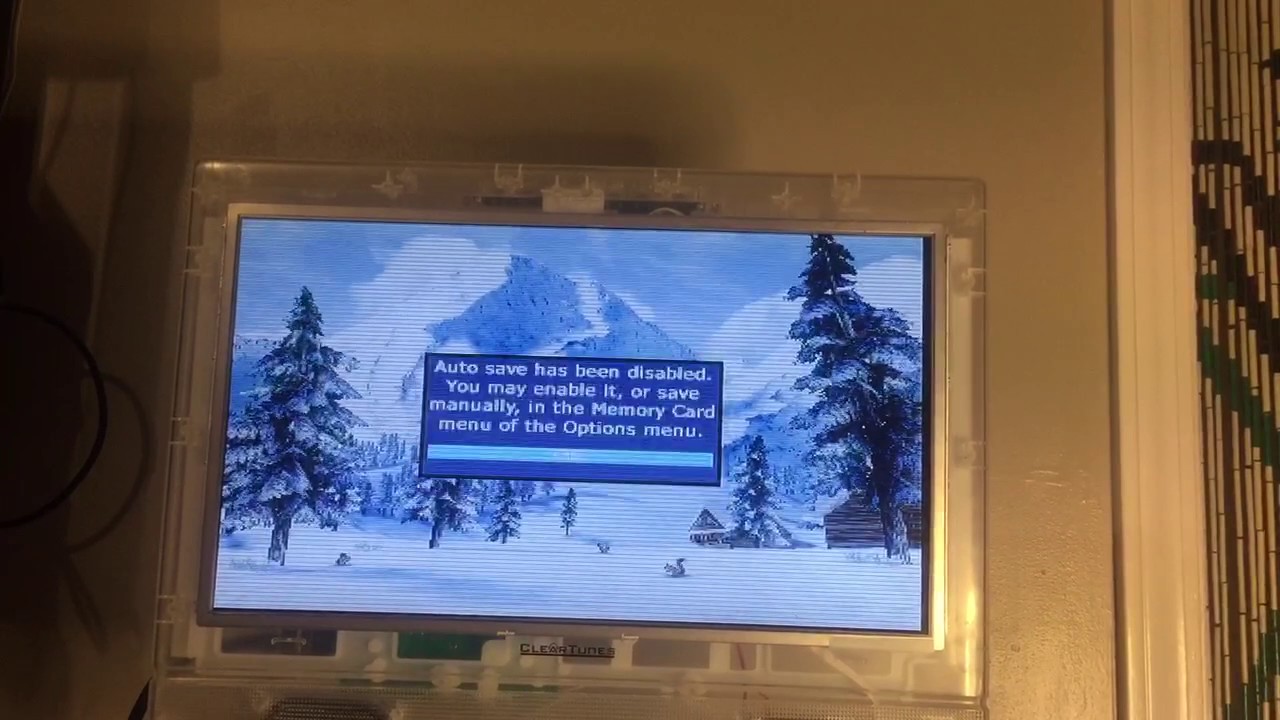 Auto save has been disabled.
You may enable it, or save
manually, in the Memory Card
menu of the Options menu.
CLEARTUNES